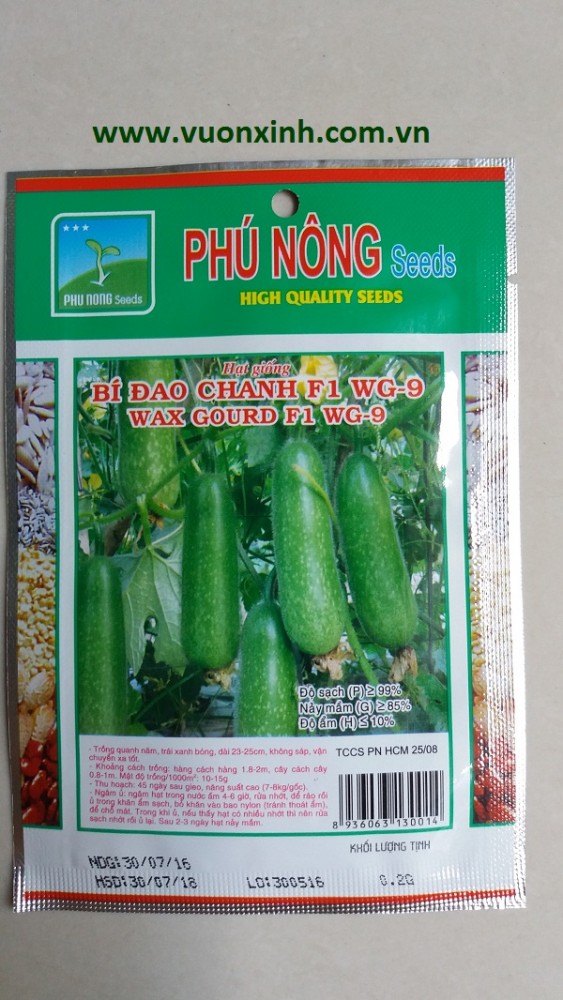 www.vuonxinh.com.vn
PHÚ NÔNG Seeds
HIGH QUALITY SEEDS
PHU NONG Seeds
Hạt giống
BÍ ĐAO CHANH F1 WG-9
WAX GOURD F1 WG-9
Độ sạch (P) ≥ 99%
Nảy mầm (G) ≥ 85%
Độ ẩm (H) ≤ 10%
- Trồng quanh năm, trái xanh bóng, dài 23-25cm, không sáp, vận
chuyển xa tốt.
- Khoảng cách trồng: hàng cách hàng 1.8-2m, cây cách cây
0.8-1m. Mật độ trồng/1000m²: 10-15g
- Thu hoạch: 45 ngày sau gieo, năng suất cao (7-8kg/gốc).
- Ngâm ủ: ngâm hạt trong nước ấm 4-6 giờ, rửa nhớt, để ráo rồi
ủ trong khăn ẩm sạch, bỏ khăn vào bao nylon (tránh thoát ẩm),
để chỗ mát. Trong khi ủ, nếu thấy hạt có nhiều nhớt thì nên rửa
sạch nhớt rồi ủ lại. Sau 2-3 ngày hạt nảy mầm.
TCCS PN HCM 25/08
8 936063 130014
KHỐI LƯỢNG TỊNH
NDG:30/07/16
HSD:30/07/18 LO:300516 0.2G